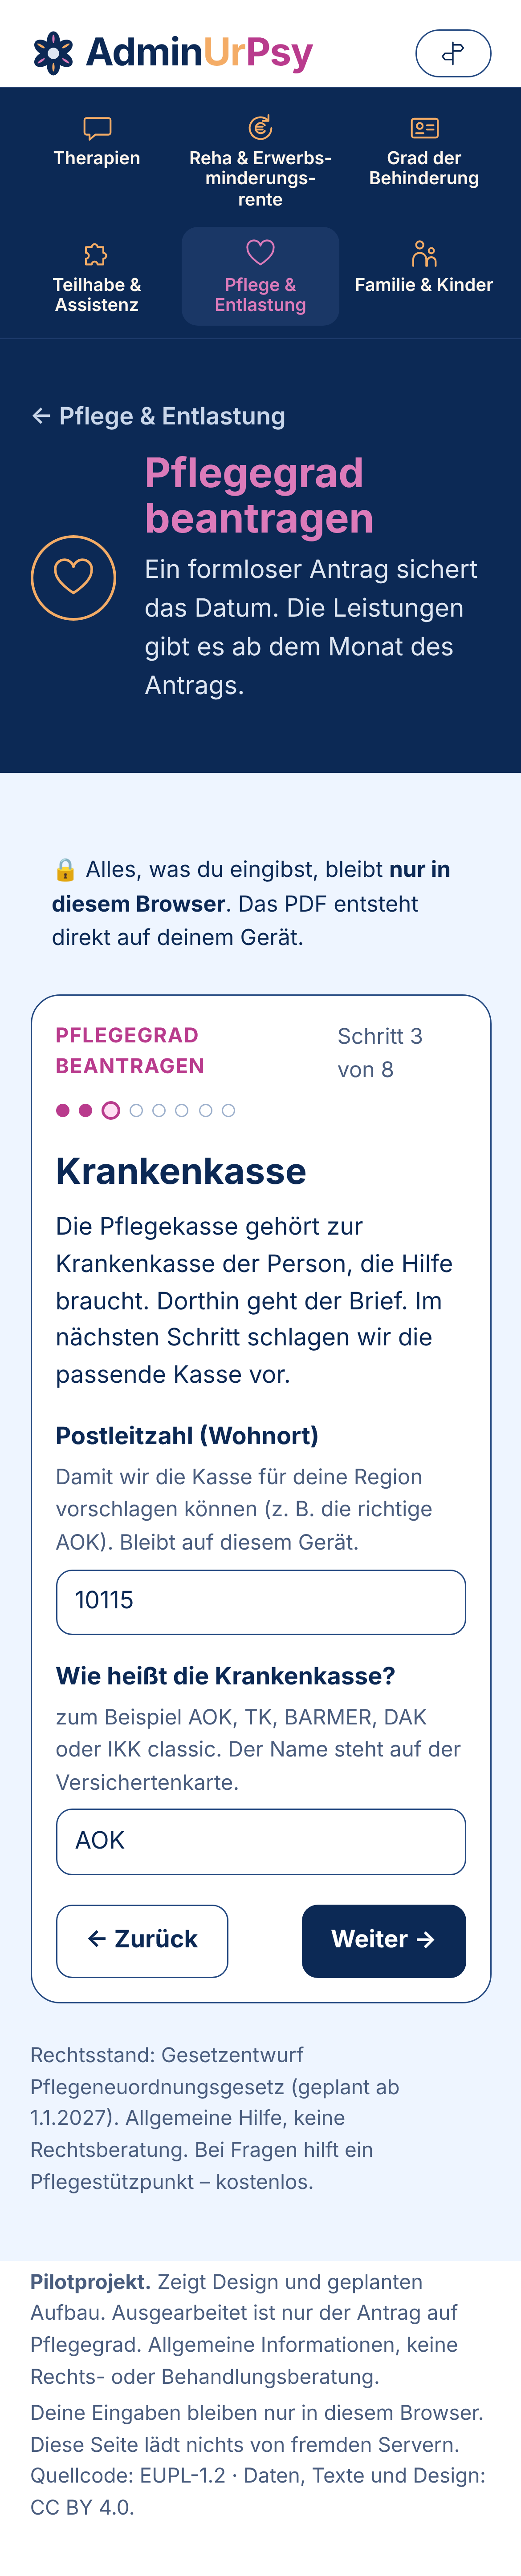 AdminUrPsy
Therapien
Reha & Erwerbs-
minderungs-
rente
Grad der
Behinderung
Teilhabe &
Assistenz
Pflege &
Entlastung
Familie & Kinder
← Pflege & Entlastung
Pflegegrad
beantragen
Ein formloser Antrag sichert
das Datum. Die Leistungen
gibt es ab dem Monat des
Antrags.
🔒 Alles, was du eingibst, bleibt nur in
diesem Browser. Das PDF entsteht
direkt auf deinem Gerät.
PFLEGEGRAD
BEANTRAGEN
Schritt 3
von 8
Krankenkasse
Die Pflegekasse gehört zur
Krankenkasse der Person, die Hilfe
braucht. Dorthin geht der Brief. Im
nächsten Schritt schlagen wir die
passende Kasse vor.
Postleitzahl (Wohnort)
Damit wir die Kasse für deine Region
vorschlagen können (z. B. die richtige
AOK). Bleibt auf diesem Gerät.
10115
Wie heißt die Krankenkasse?
zum Beispiel AOK, TK, BARMER, DAK
oder IKK classic. Der Name steht auf der
Versichertenkarte.
AOK
← Zurück
Weiter →
Rechtsstand: Gesetzentwurf
Pflegeneuordnungsgesetz (geplant ab
1.1.2027). Allgemeine Hilfe, keine
Rechtsberatung. Bei Fragen hilft ein
Pflegestützpunkt – kostenlos.
Pilotprojekt. Zeigt Design und geplanten
Aufbau. Ausgearbeitet ist nur der Antrag auf
Pflegegrad. Allgemeine Informationen, keine
Rechts- oder Behandlungsberatung.
Deine Eingaben bleiben nur in diesem Browser.
Diese Seite lädt nichts von fremden Servern.
Quellcode: EUPL-1.2 · Daten, Texte und Design:
CC BY 4.0.